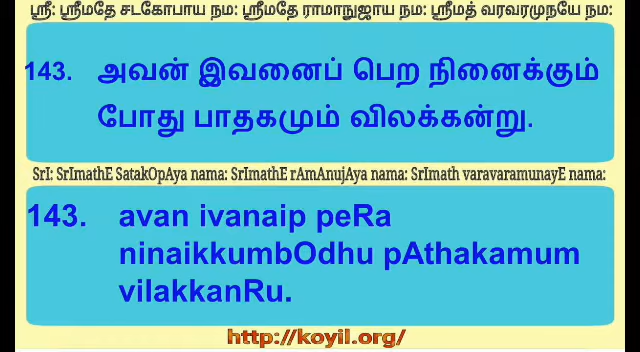 ஸ்ரீ: ஸ்ரீமதே சடகோபாய நம: ஸ்ரீமதே ராமாநுஜாய நம: ஸ்ரீமத் வரவரமுநயே நம:
143. அவன் இவனைப் பெற நினைக்கும்
போது பாதகமும் விலக்கன்று.
SrI: SrImathE SatakOpAya nama: SrImathE rAmAnujAya nama: SrImath varavaramunayE nama:
143. avan ivanaip peRa
ninaikkumbOdhu pAthakamum
vilakkanRu.
http://koyil.org/